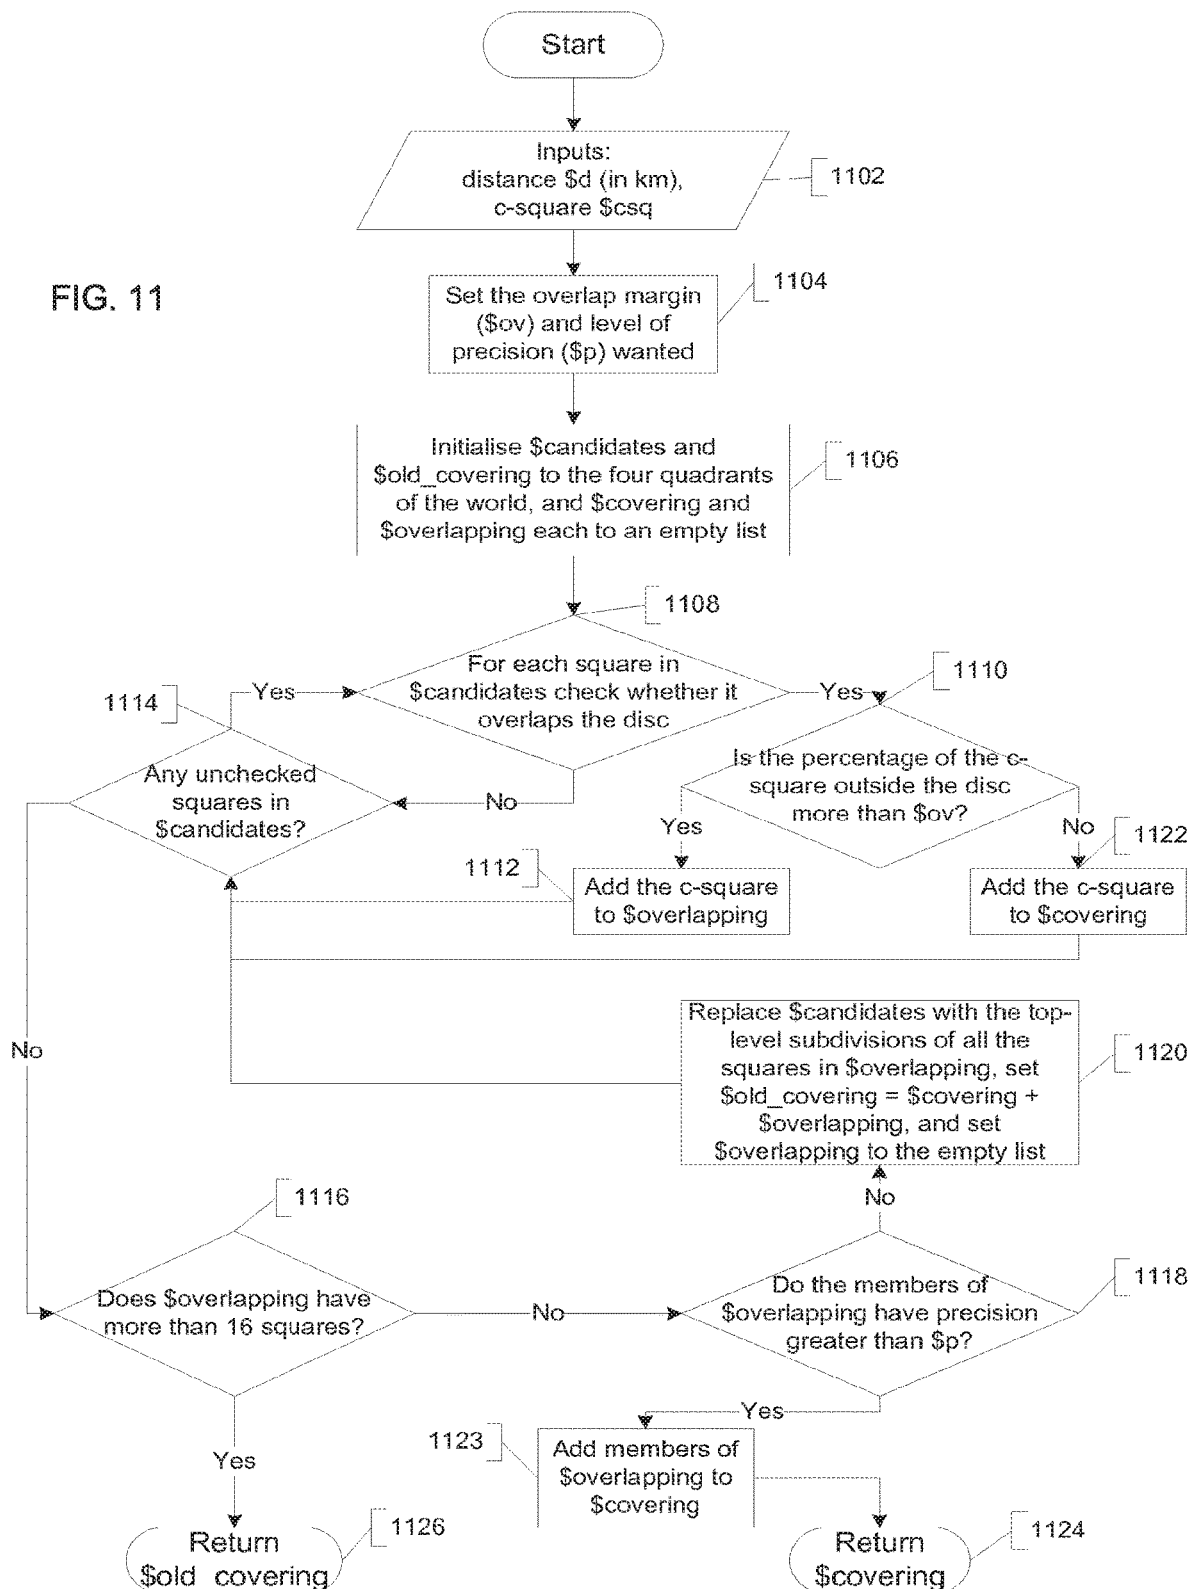 Start
Inputs:
distance $d (in km),
c-square $csq
1102
FIG. 11
1104
Set the overlap margin
($ov) and level of
precision ($p) wanted
Initialise $candidates and
$old_covering to the four quadrants
of the world, and $covering and
$overlapping each to an empty list
1106
1108
For each square in
$candidates check whether it
overlaps the disc
Yes
Yes
1110
1114
Any unchecked
squares in
$candidates?
No
Is the percentage of the c-
square outside the disc
more than $ov?
Yes
No
1112
Add the c-square
to $overlapping
1122
Add the c-square
to $covering
No
Replace $candidates with the top-
level subdivisions of all the
squares in $overlapping, set
$old_covering = $covering +
$overlapping, and set
$overlapping to the empty list
1120
No
1116
Does $overlapping have
more than 16 squares?
No
Do the members of
$overlapping have precision
greater than $p?
1118
Yes
Yes
1123
Add members of
$overlapping to
$covering
Return
$old covering
1126
Return
$covering
1124